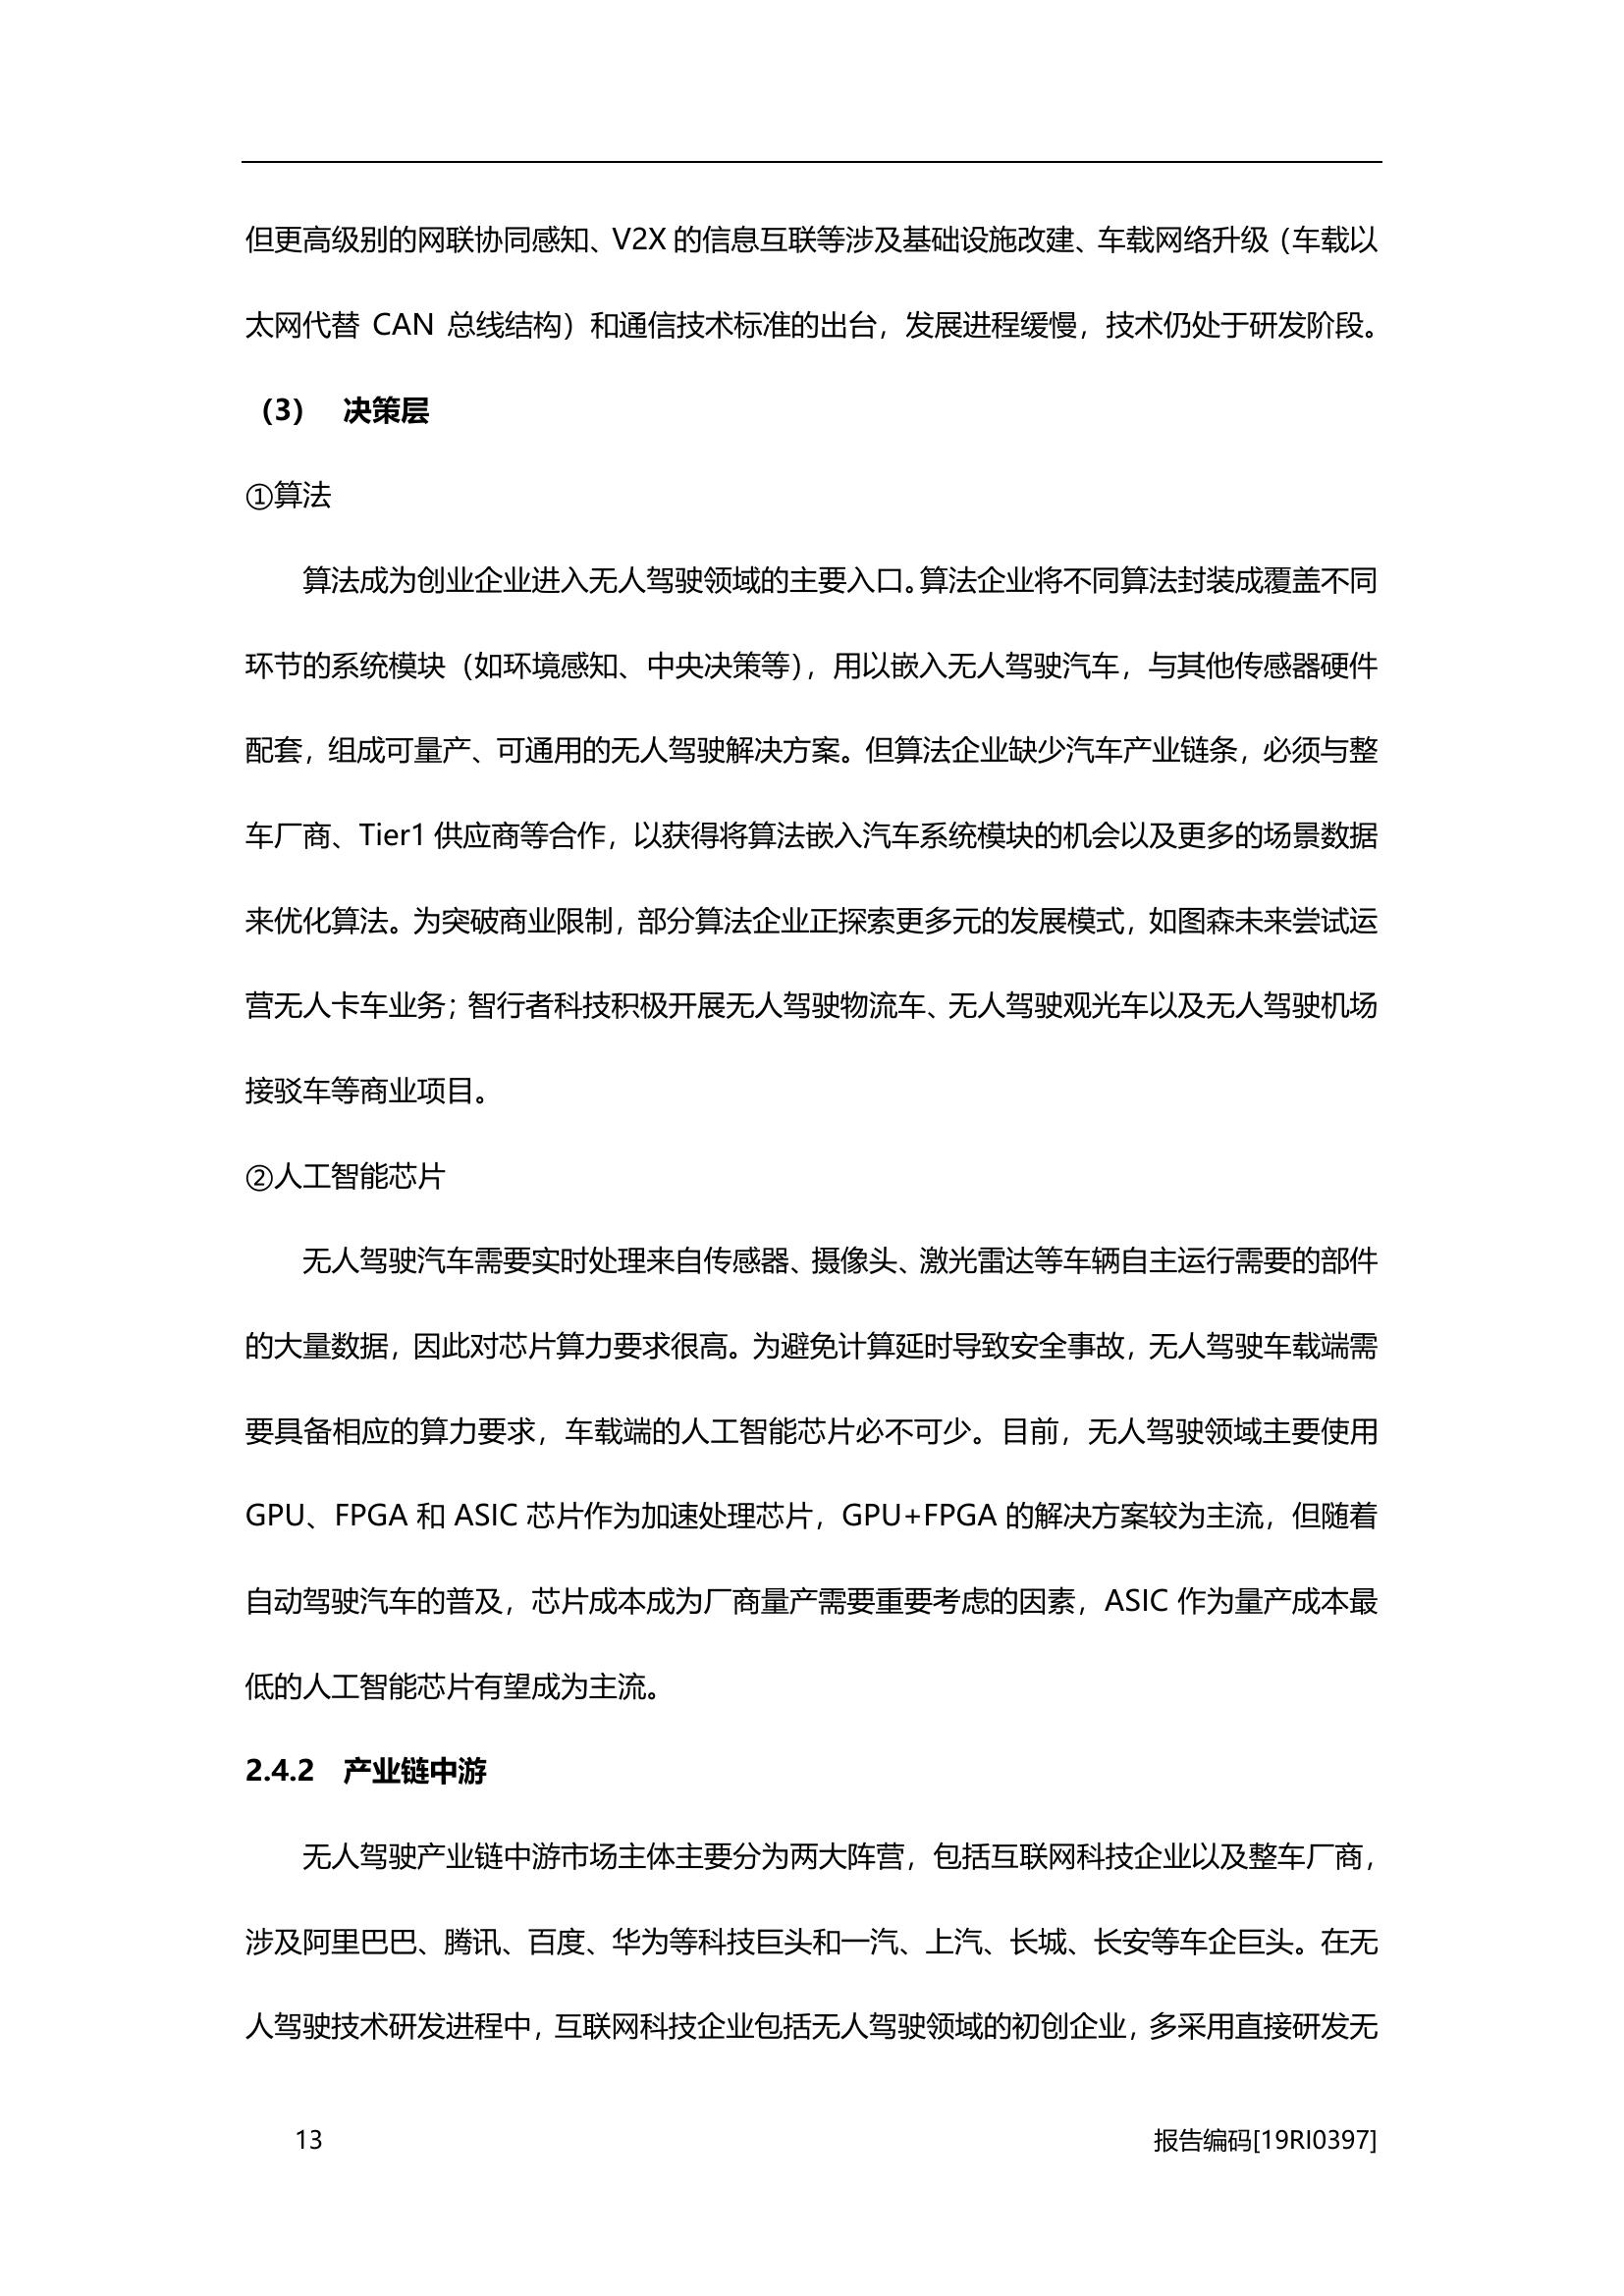 但更高级别的网联协同感知、V2X 的信息互联等涉及基础设施改建、车载网络升级（车载以
太网代替 CAN 总线结构）和通信技术标准的出台，发展进程缓慢，技术仍处于研发阶段。
（3） 决策层
①算法
算法成为创业企业进入无人驾驶领域的主要入口。算法企业将不同算法封装成覆盖不同
环节的系统模块（如环境感知、中央决策等），用以嵌入无人驾驶汽车，与其他传感器硬件
配套，组成可量产、可通用的无人驾驶解决方案。但算法企业缺少汽车产业链条，必须与整
车厂商、Tier1 供应商等合作，以获得将算法嵌入汽车系统模块的机会以及更多的场景数据
来优化算法。为突破商业限制，部分算法企业正探索更多元的发展模式，如图森未来尝试运
营无人卡车业务；智行者科技积极开展无人驾驶物流车、无人驾驶观光车以及无人驾驶机场
接驳车等商业项目。
②人工智能芯片
无人驾驶汽车需要实时处理来自传感器、摄像头、激光雷达等车辆自主运行需要的部件
的大量数据，因此对芯片算力要求很高。为避免计算延时导致安全事故，无人驾驶车载端需
要具备相应的算力要求，车载端的人工智能芯片必不可少。目前，无人驾驶领域主要使用
GPU、FPGA 和 ASIC 芯片作为加速处理芯片，GPU+FPGA 的解决方案较为主流，但随着
自动驾驶汽车的普及，芯片成本成为厂商量产需要重要考虑的因素，ASIC 作为量产成本最
低的人工智能芯片有望成为主流。
2.4.2 产业链中游
无人驾驶产业链中游市场主体主要分为两大阵营，包括互联网科技企业以及整车厂商，
涉及阿里巴巴、腾讯、百度、华为等科技巨头和一汽、上汽、长城、长安等车企巨头。在无
人驾驶技术研发进程中，互联网科技企业包括无人驾驶领域的初创企业，多采用直接研发无
13 报告编码[19RI0397]